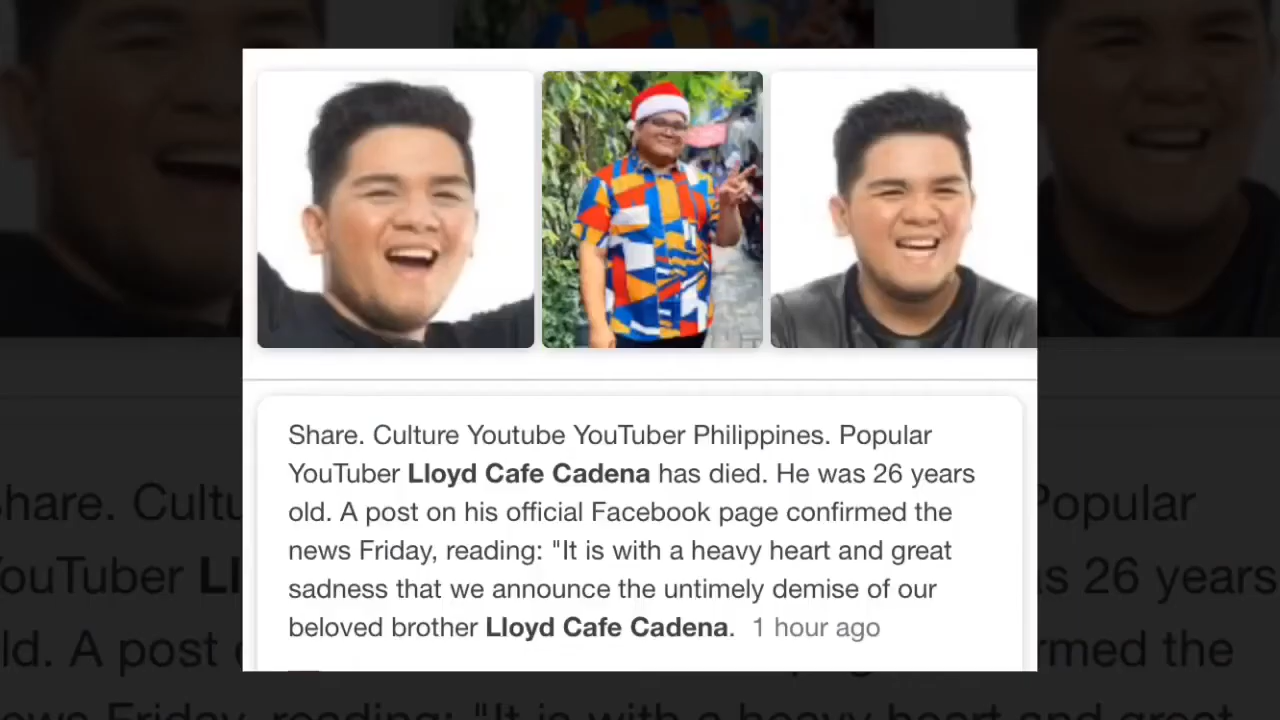 Share. Culture Youtube YouTuber Philippines. Popular
YouTuber Lloyd Cafe Cadena has died. He was 26 years
old. A post on his official Facebook page confirmed the
news Friday, reading: "It is with a heavy heart and great
sadness that we announce the untimely demise of our
beloved brother Lloyd Cafe Cadena. 1 hour ago